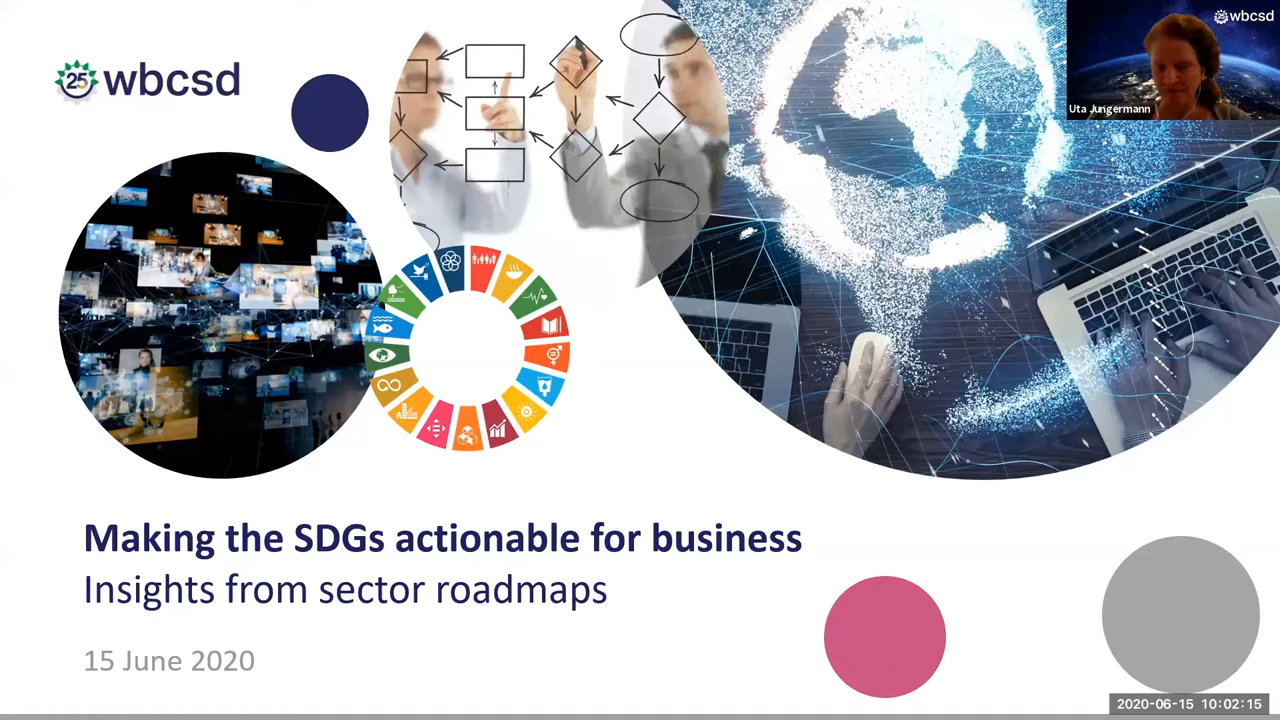 25
wbcsd
wbcsd
Uta Jungermann
Making the SDGs actionable for business
Insights from sector roadmaps
15 June 2020
2020-06-15 10:02:15